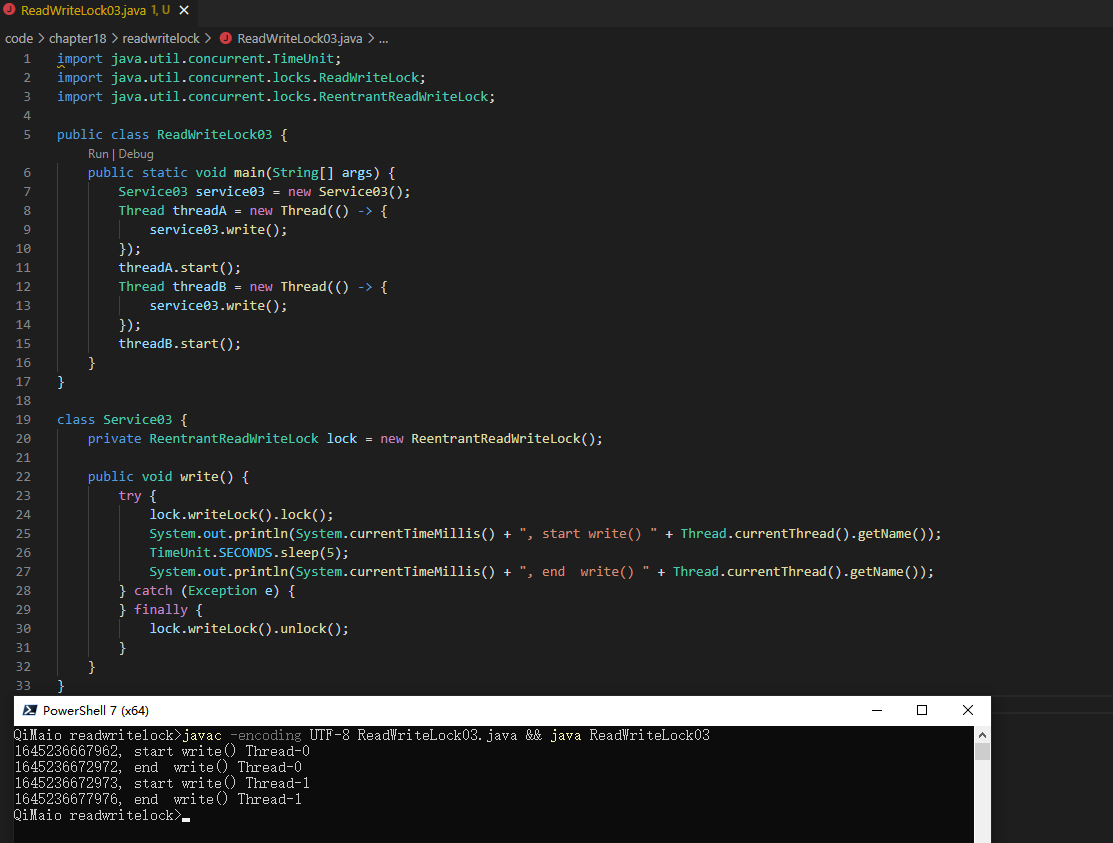 ReadWriteLock03.java 1, U
code > chapter18 > readwritelock > ReadWriteLock03.java > ...
1 import java.util.concurrent.TimeUnit;
2 import java.util.concurrent.locks.ReadWriteLock;
3 import java.util.concurrent.locks.ReentrantReadWriteLock;
4
5 public class ReadWriteLock03 {
Run | Debug
6 public static void main(String[] args) {
7 Service03 service03 = new Service03();
8 Thread threadA = new Thread(() -> {
9 service03.write();
10 });
11 threadA.start();
12 Thread threadB = new Thread(() -> {
13 service03.write();
14 });
15 threadB.start();
16 }
17 }
18
19 class Service03 {
20 private ReentrantReadWriteLock lock = new ReentrantReadWriteLock();
21
22 public void write() {
23 try {
24 lock.writeLock().lock();
25 System.out.println(System.currentTimeMillis() + ", start write() " + Thread.currentThread().getName());
26 TimeUnit.SECONDS.sleep(5);
27 System.out.println(System.currentTimeMillis() + ", end  write() " + Thread.currentThread().getName());
28 } catch (Exception e) {
29 } finally {
30 lock.writeLock().unlock();
31 }
32 }
33 }
PowerShell 7 (x64)
QiMaio readwritelock>javac -encoding UTF-8 ReadWriteLock03.java && java ReadWriteLock03
1645236667962, start write() Thread-0
1645236672972, end  write() Thread-0
1645236672973, start write() Thread-1
1645236677976, end  write() Thread-1
QiMaio readwritelock>